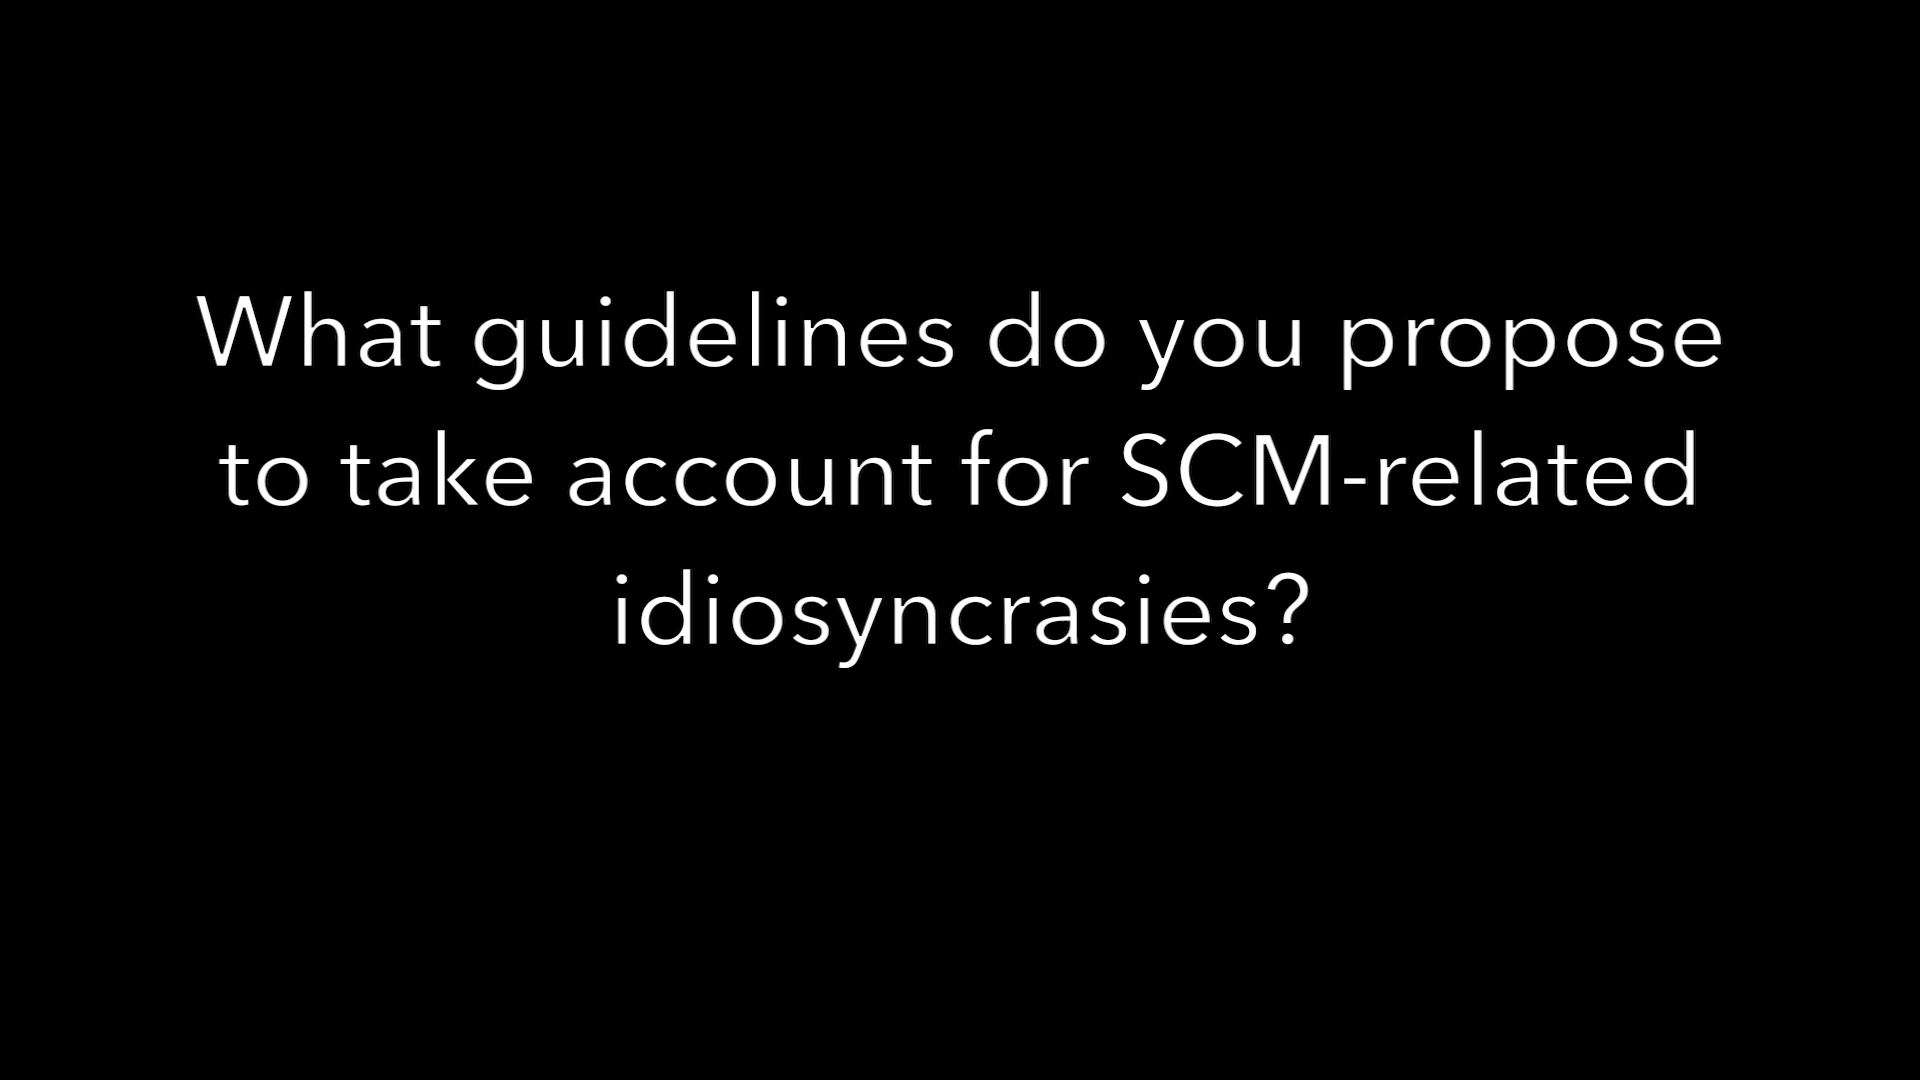 What guidelines do you propose
to take account for SCM-related
idiosyncrasies?